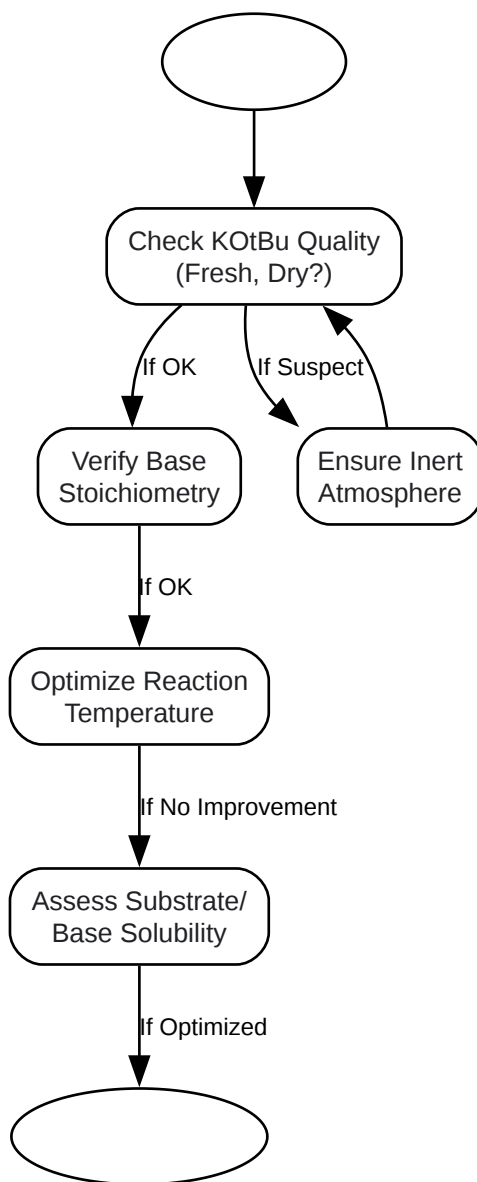 Check KOtBu Quality
(Fresh, Dry?)
If OK
If Suspect
Verify Base
Stoichiometry
Ensure Inert
Atmosphere
If OK
Optimize Reaction
Temperature
If No Improvement
Assess Substrate/
Base Solubility
If Optimized